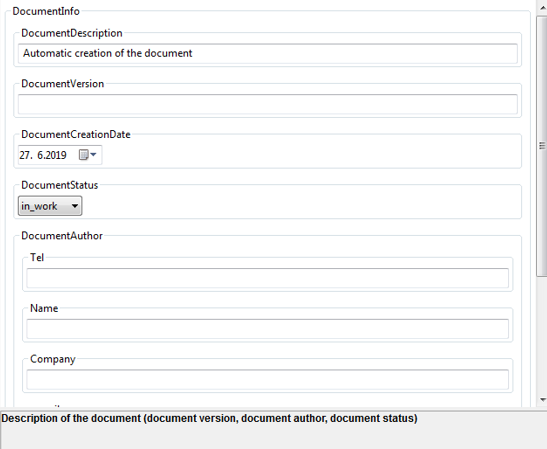 DocumentInfo
DocumentDescription
Automatic creation of the document
DocumentVersion
DocumentCreationDate
27. 6.2019
DocumentStatus
in_work
DocumentAuthor
Tel
Name
Company
Description of the document (document version, document author, document status)